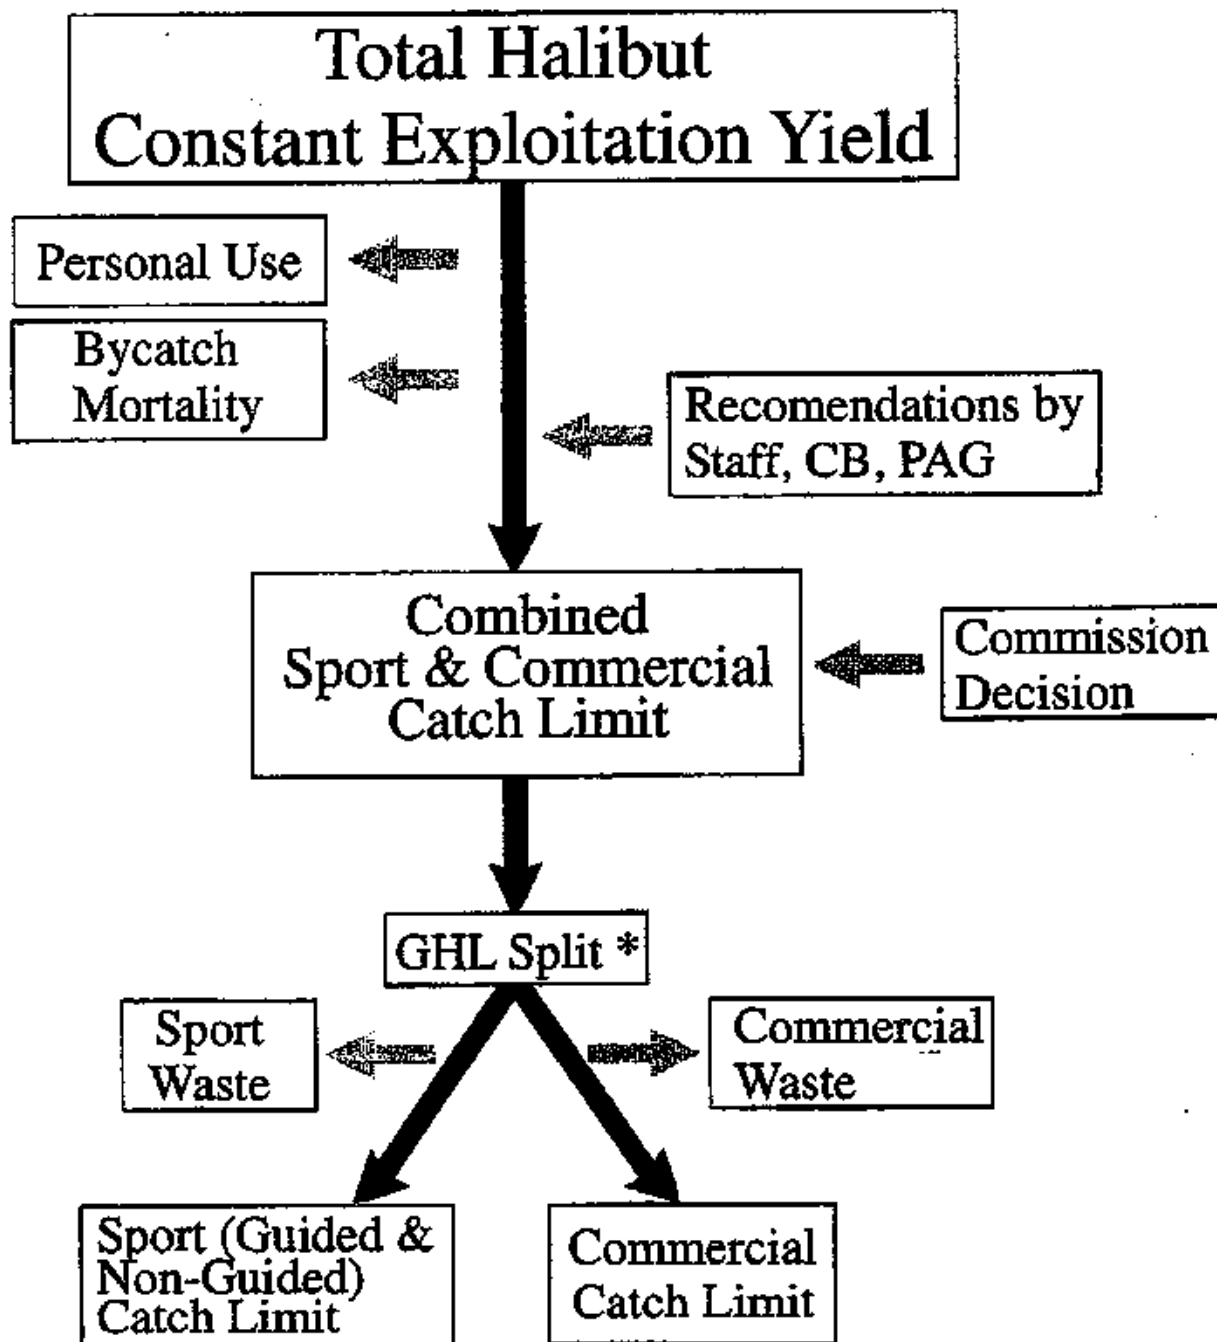 Total Halibut
Constant Exploitation Yield
Personal Use
Bycatch
Mortality
Recomendations by
Staff, CB, PAG
Combined
Sport & Commercial
Catch Limit
Commission
Decision
GHL Split *
Sport
Waste
Commercial
Waste
Sport (Guided &
Non-Guided)
Catch Limit
Commercial
Catch Limit